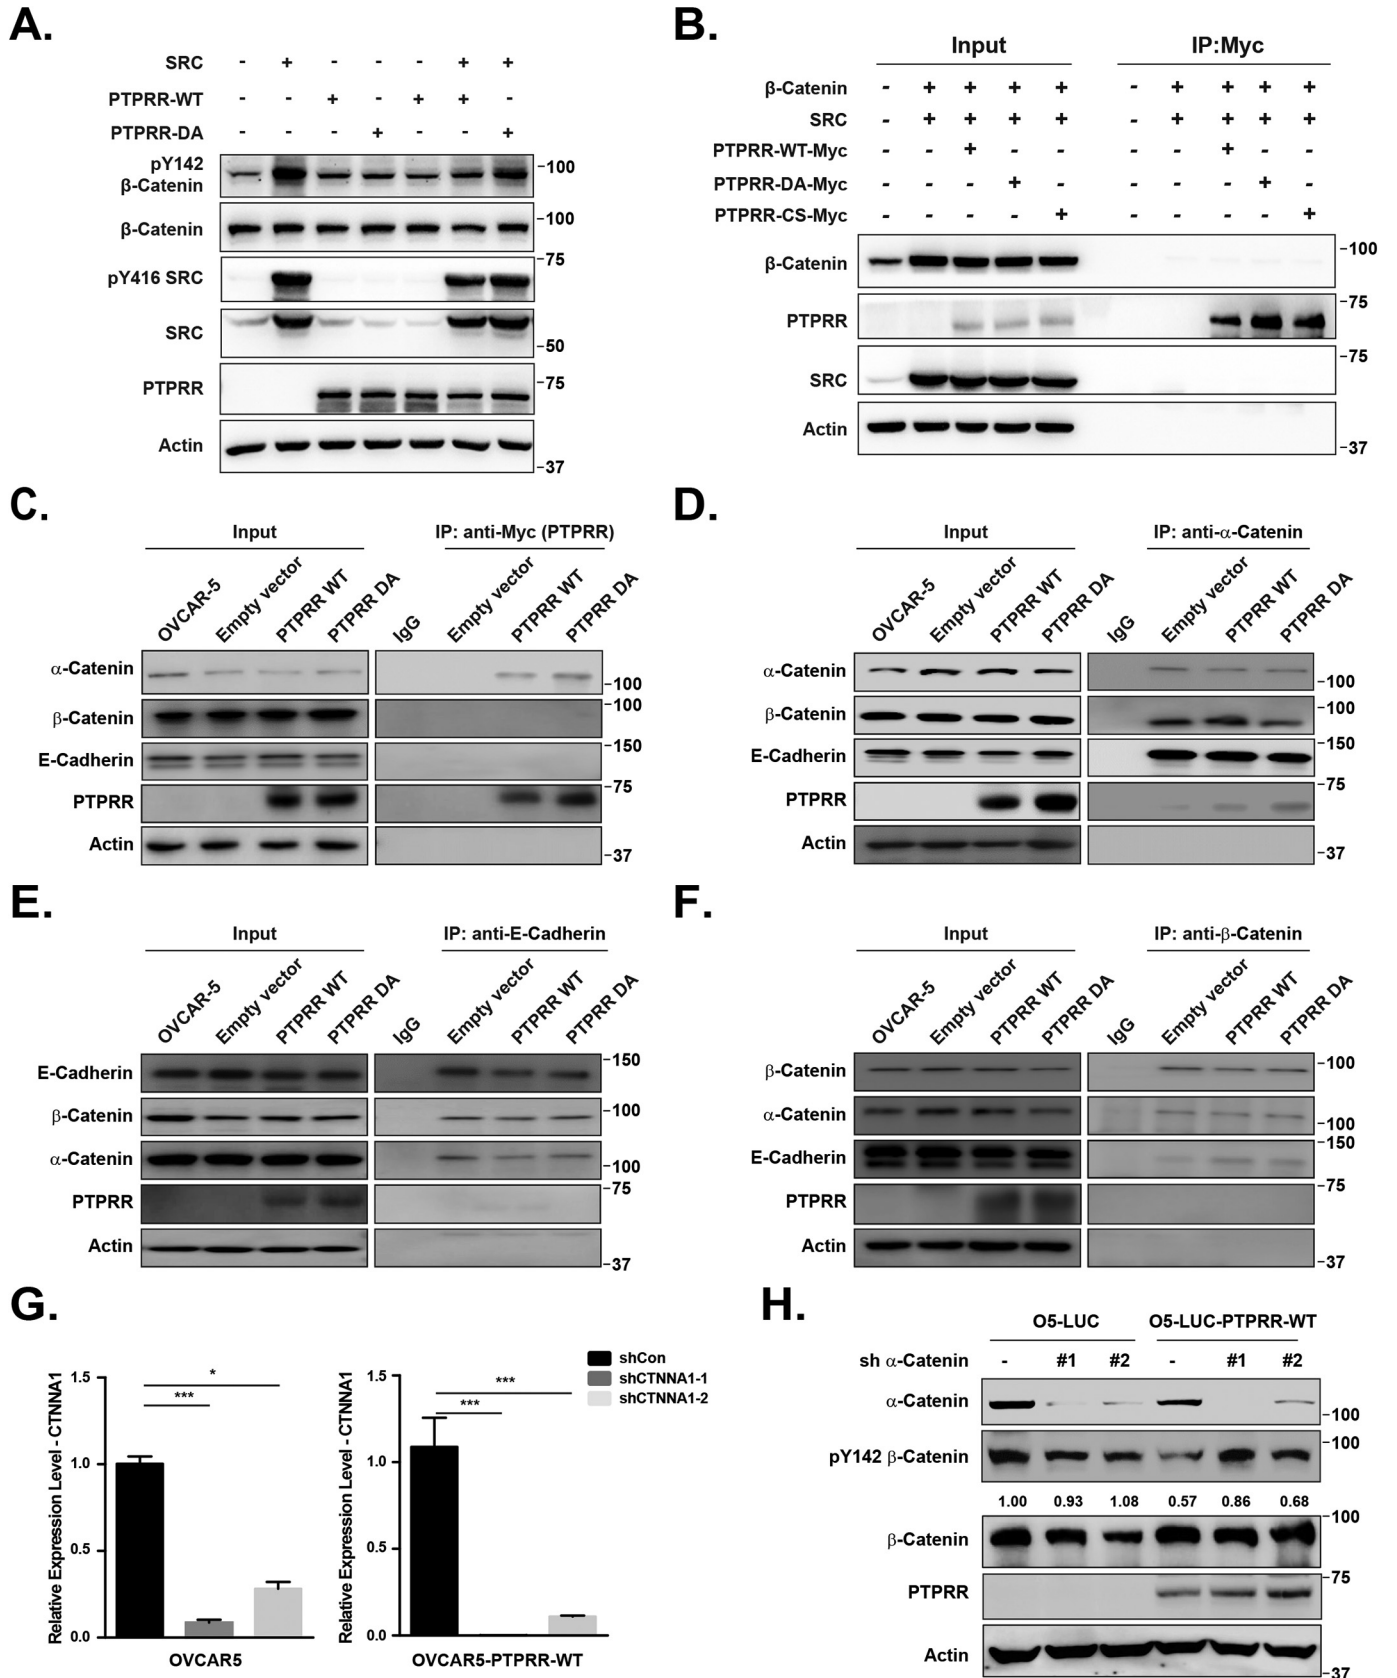 A.
SRC - + - - - + +
PTPRR-WT - - + - + + -
PTPRR-DA - - - + - - +
pY142
β-Catenin
-100
β-Catenin
-100
pY416 SRC
-75
SRC
-50
PTPRR
-75
Actin
-37
B.
Input IP:Myc
β-Catenin - + + + + - + + + +
SRC - + + + + - + + + +
PTPRR-WT-Myc - - + - - - - + - -
PTPRR-DA-Myc - - - + - - - - + -
PTPRR-CS-Myc - - - - + - - - - +
β-Catenin
-100
PTPRR
-75
SRC
-75
Actin
-37
C.
Input IP: anti-Myc (PTPRR)
OVCAR-5 Empty vector PTPRR WT PTPRR DA IgG Empty vector PTPRR WT PTPRR DA
α-Catenin -100
β-Catenin -100
E-Cadherin -150
PTPRR -75
Actin -37
D.
Input IP: anti-α-Catenin
OVCAR-5 Empty vector PTPRR WT PTPRR DA IgG Empty vector PTPRR WT PTPRR DA
α-Catenin -100
β-Catenin -100
E-Cadherin -150
PTPRR -75
Actin -37
E.
Input IP: anti-E-Cadherin
OVCAR-5 Empty vector PTPRR WT PTPRR DA IgG Empty vector PTPRR WT PTPRR DA
E-Cadherin -150
β-Catenin -100
α-Catenin -100
PTPRR -75
Actin -37
F.
Input IP: anti-β-Catenin
OVCAR-5 Empty vector PTPRR WT PTPRR DA IgG Empty vector PTPRR WT PTPRR DA
β-Catenin -100
α-Catenin -100
E-Cadherin -150
PTPRR -75
Actin -37
G.
Relative Expression Level - CTNNA1
1.5
1.0
0.5
0.0
*
***
OVCAR5
Relative Expression Level - CTNNA1
1.5
1.0
0.5
0.0
***
***
OVCAR5-PTPRR-WT
shCon
shCTNNA1-1
shCTNNA1-2
H.
O5-LUC O5-LUC-PTPRR-WT
sh α-Catenin - #1 #2 - #1 #2
α-Catenin -100
pY142 β-Catenin -100
1.00 0.93 1.08 0.57 0.86 0.68
β-Catenin -100
PTPRR -75
Actin -37